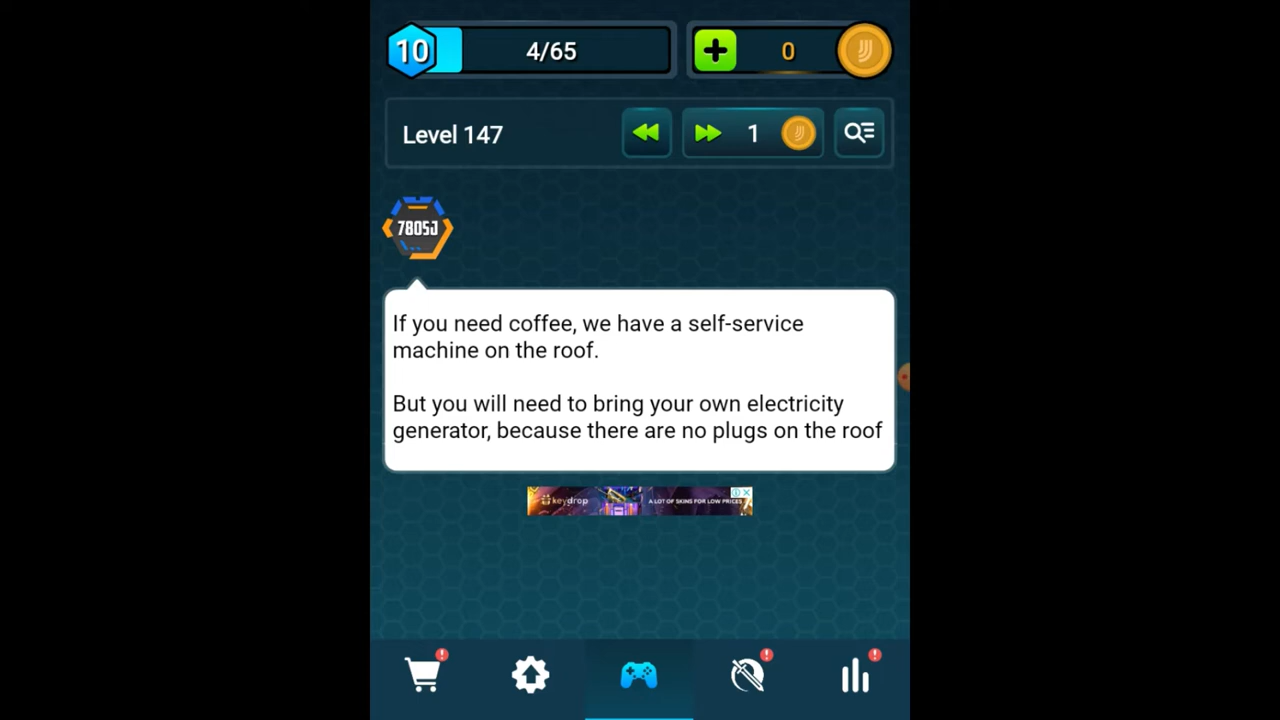 10
4/65
0
Level 147
1
7805J
If you need coffee, we have a self-service
machine on the roof.
But you will need to bring your own electricity
generator, because there are no plugs on the roof
keydrop
A LOT OF SKINS FOR LOW PRICES